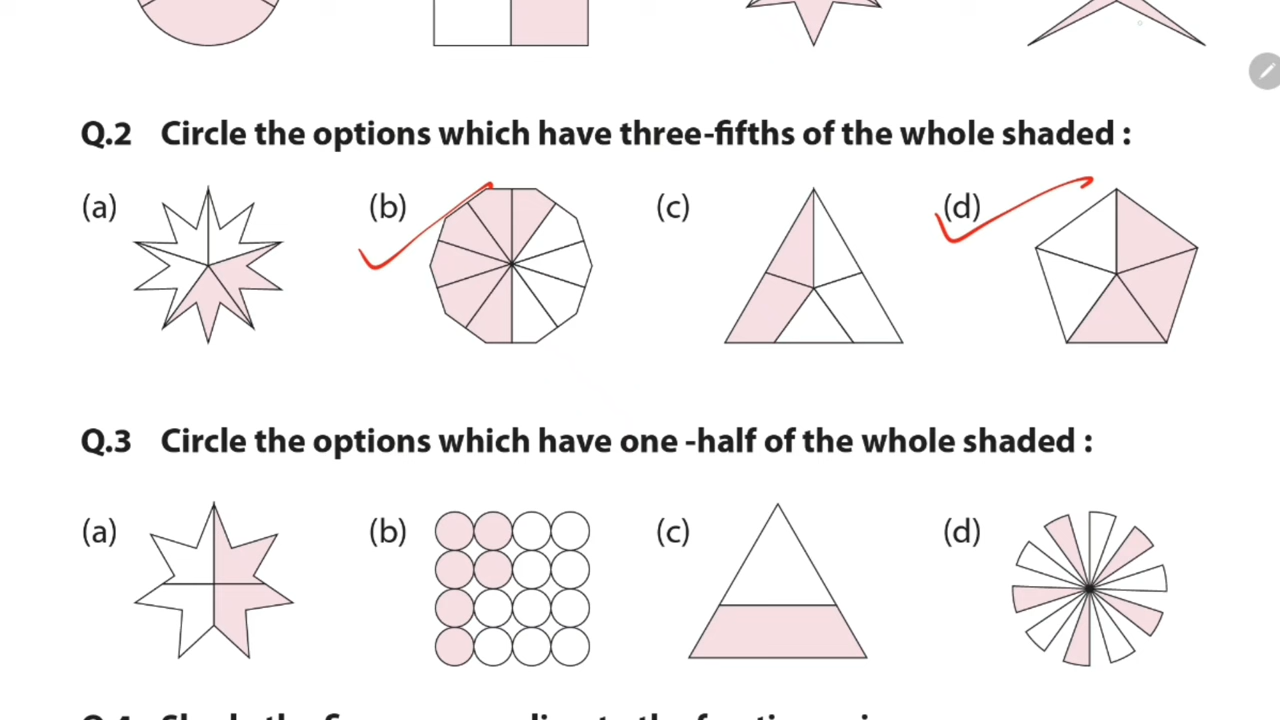 Q.2 Circle the options which have three-fifths of the whole shaded :
(a) (b) (c) (d)
Q.3 Circle the options which have one -half of the whole shaded :
(a) (b) (c) (d)